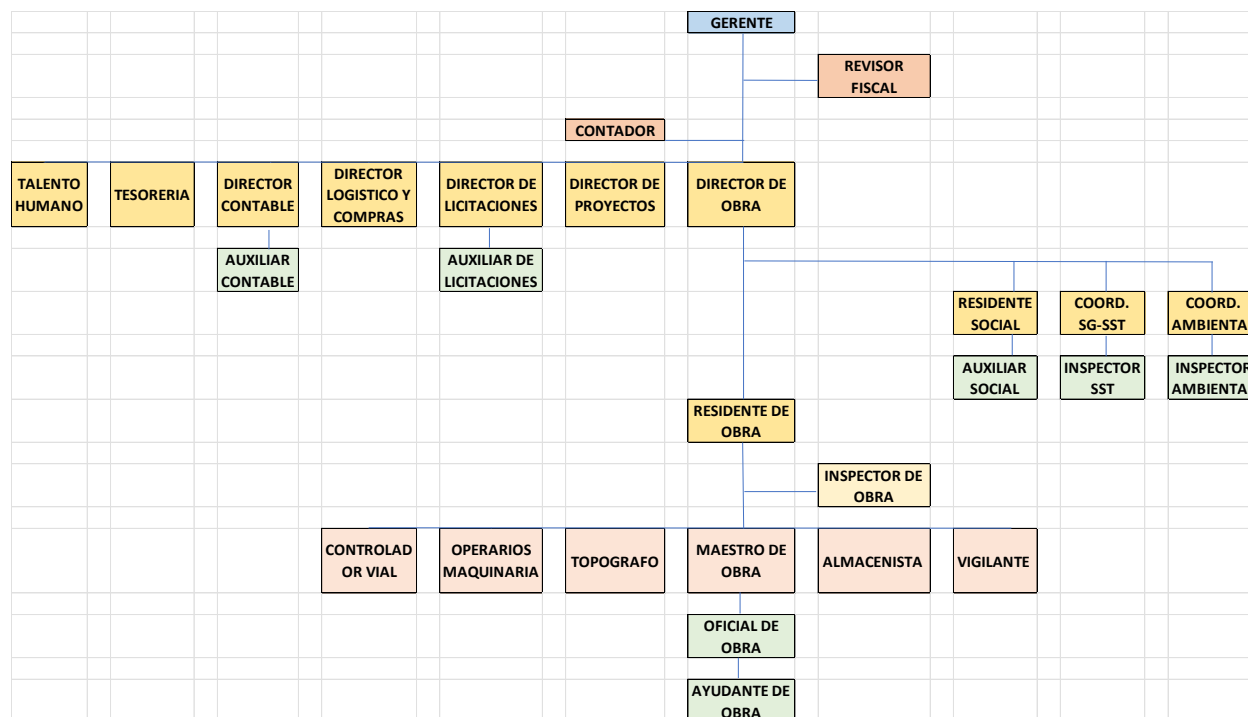 GERENTE
REVISOR
FISCAL
CONTADOR
TALENTO
HUMANO
TESORERIA
DIRECTOR
CONTABLE
DIRECTOR
LOGISTICO Y
COMPRAS
DIRECTOR DE
LICITACIONES
DIRECTOR DE
PROYECTOS
DIRECTOR DE
OBRA
AUXILIAR
CONTABLE
AUXILIAR DE
LICITACIONES
RESIDENTE
SOCIAL
COORD.
SG-SST
COORD.
AMBIENTA
AUXILIAR
SOCIAL
INSPECTOR
SST
INSPECTOR
AMBIENTA
RESIDENTE DE
OBRA
INSPECTOR DE
OBRA
CONTROLAD
OR VIAL
OPERARIOS
MAQUINARIA
TOPOGRAFO
MAESTRO DE
OBRA
ALMACENISTA
VIGILANTE
OFICIAL DE
OBRA
AYUDANTE DE
OBRA